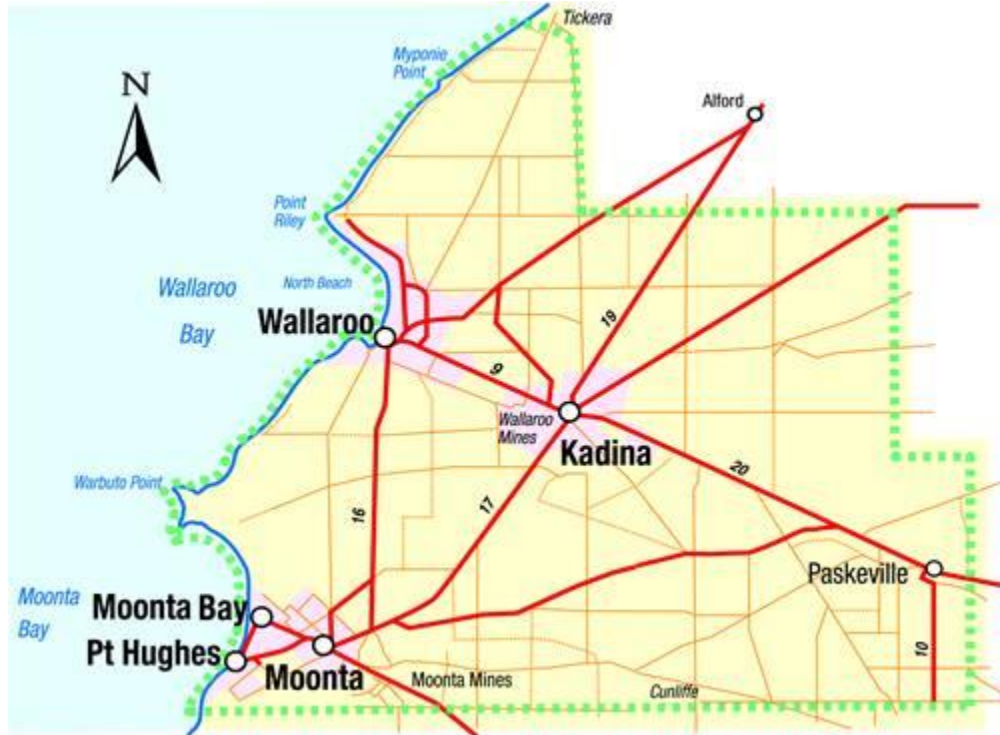 Tickera
Myponie
Point
N
Alford
Point
Riley
Wallaroo
Bay
North Beach
Wallaroo
19
9
Wallaroo
Mines
Kadina
20
Warbuto Point
16
17
Moonta
Bay
Paskeville
Moonta Bay
Pt Hughes
Moonta
Moonta Mines
Cunliffe
10